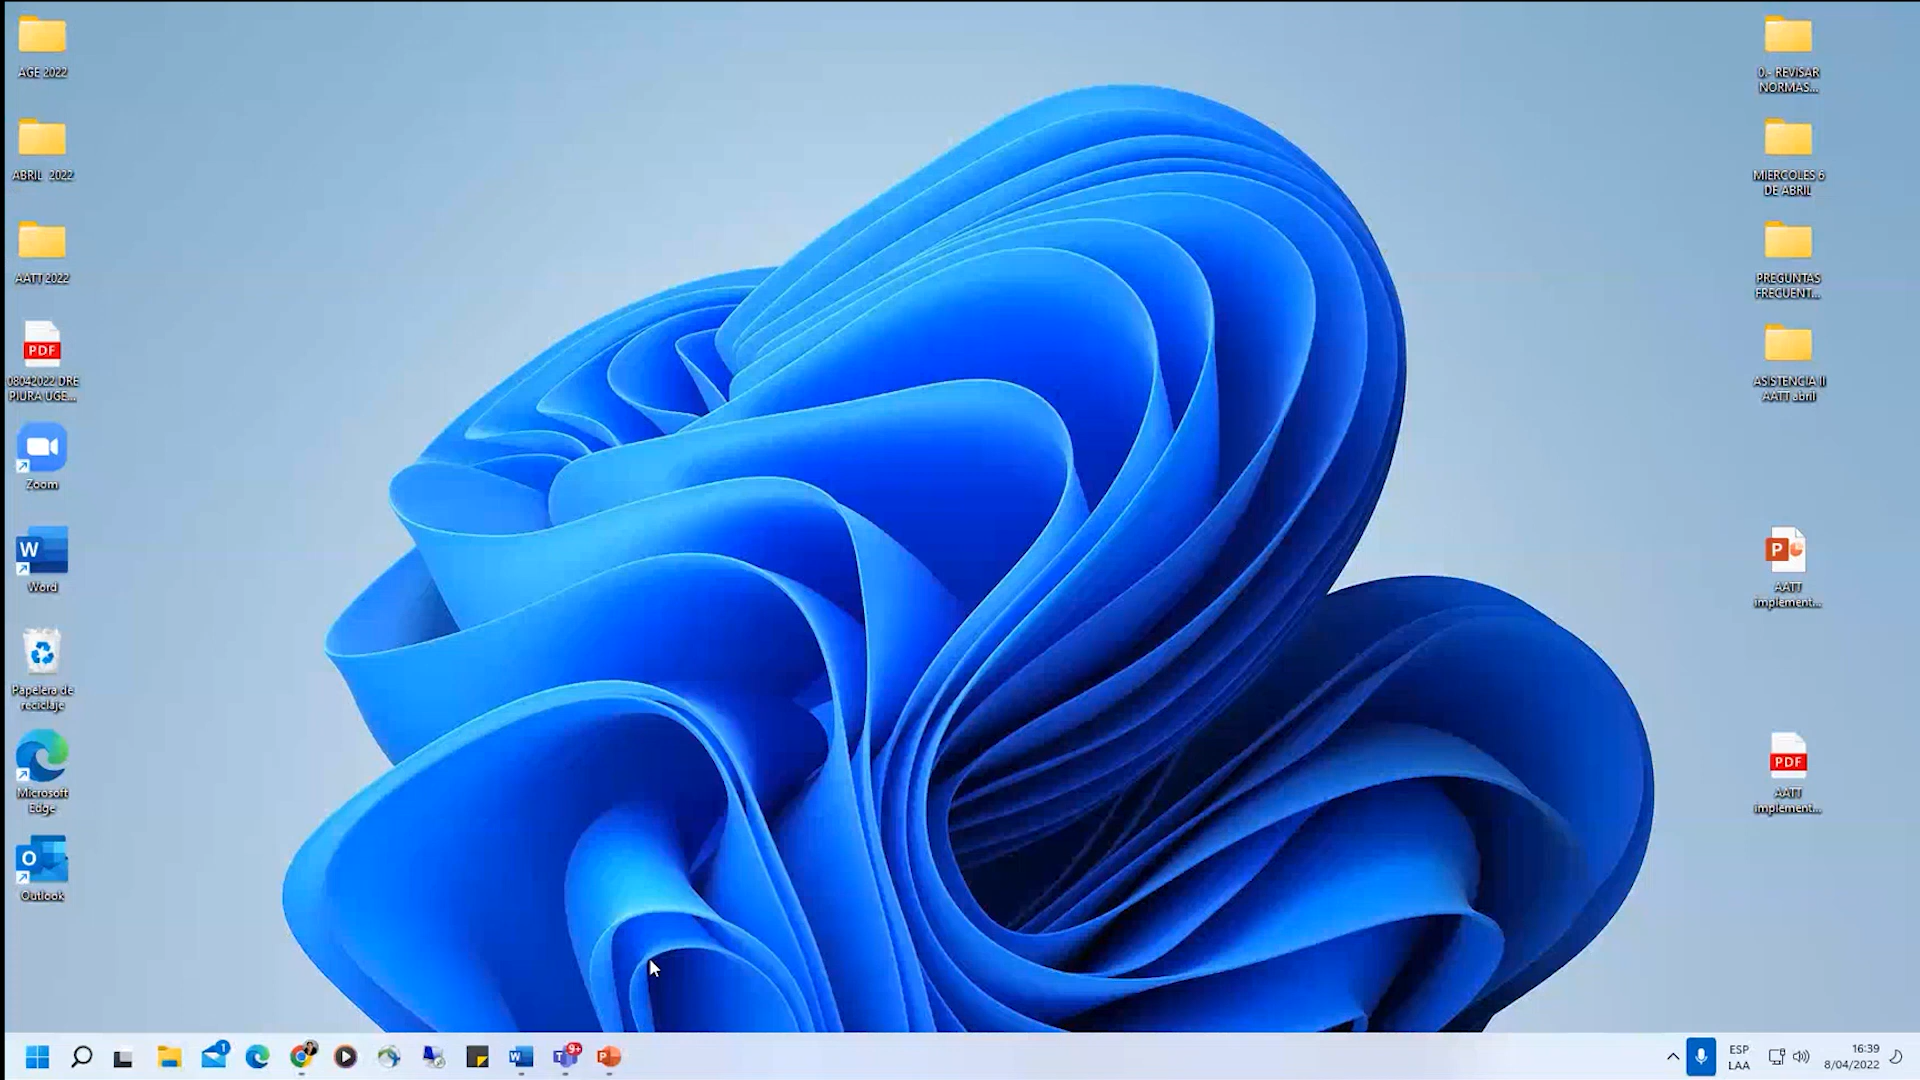 AGE 2022
ABRIL 2022
AATT 2022
PDF
08042022 DRE
PIURA UGE...
Zoom
W
Word
Papelera de
reciclaje
Microsoft
Edge
O
Outlook
0.- REVISAR
NORMAS...
MIERCOLES 6
DE ABRIL
PREGUNTAS
FRECUENT...
ASISTENCIA II
AATT abril
P
AATT
implement...
PDF
AATT
implement...
1
W
T
9+
P
ESP
LAA
16:39
8/04/2022